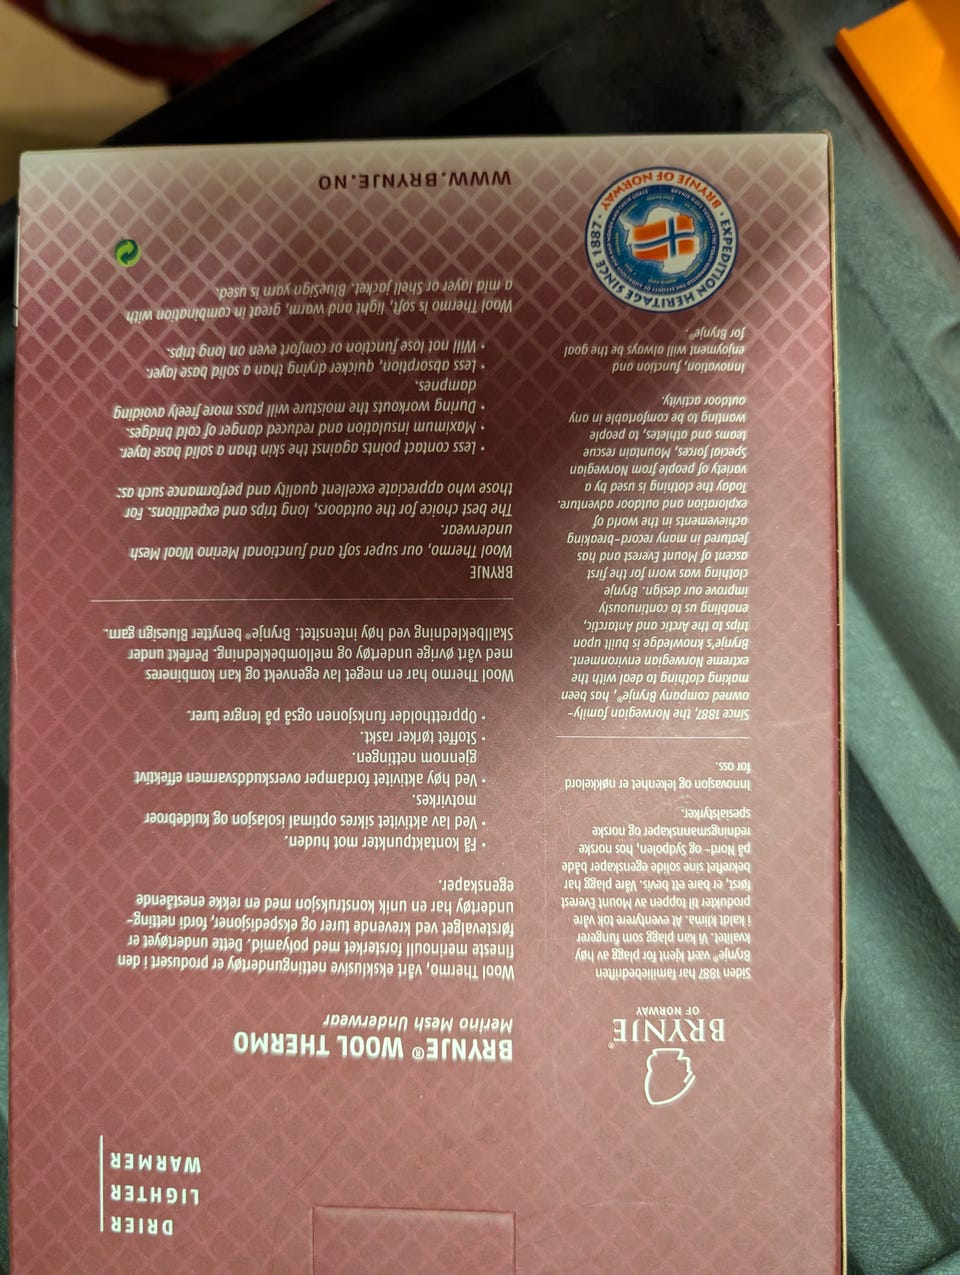 DRIER
LIGHTER
WARMER
BRYNJE®
OF NORWAY
Siden 1887 har familiebedriften
Brynje® vært kjent for plagg av høy
kvalitet. Vi kan plagg som fungerer
i kaldt klima. At eventyrere tok våre
produkter til toppen av Mount Everest
først, er bare ett bevis. Våre plagg har
bekreftet sine solide egenskaper både
på Nord- og Sydpolen, hos norske
redningsmannskaper og norske
spesialstyrker.
Innovasjon og lekenhet er nøkkelord
for oss.
Since 1887, the Norwegian family-
owned company Brynje®, has been
making clothing to deal with the
extreme Norwegian environment.
Brynje's knowledge is built upon
trips to the Arctic and Antarctic,
enabling us to continuously
improve our design. Brynje
clothing was worn for the first
ascent of Mount Everest and has
featured in many record-breaking
achievements in the world of
exploration and outdoor adventure.
Today the clothing is used by a
variety of people from Norwegian
Special forces, Mountain rescue
teams and athletes, to people
wanting to be comfortable in any
outdoor activity.
Innovation, function and
enjoyment will always be the goal
for Brynje®.
EXPEDITION HERITAGE SINCE 1887
BRYNJE OF NORWAY
BRYNJE® WOOL THERMO
Merino Mesh Underwear
Wool Thermo, vårt eksklusive nettingundertøy er produsert i den
fineste merinoull forsterket med polyamid. Dette undertøyet er
førstevalget ved krevende turer og ekspedisjoner, fordi netting-
undertøy har en unik konstruksjon med en rekke enestående
egenskaper.
• Få kontaktpunkter mot huden.
• Ved lav aktivitet sikres optimal isolasjon og kuldebroer
motvirkes.
• Ved høy aktivitet fordamper overskuddsvarmen effektivt
gjennom nettingen.
• Stoffet tørker raskt.
• Opprettholder funksjonen også på lengre turer.
Wool Thermo har en meget lav egenvekt og kan kombineres
med vårt øvrige undertøy og mellombekledning. Perfekt under
Skallbekledning ved høy intensitet. Brynje® benytter Bluesign garn.
BRYNJE
Wool Thermo, our super soft and functional Merino Wool Mesh
underwear.
The best choice for the outdoors, long trips and expeditions. For
those who appreciate excellent quality and performance such as:
• Less contact points against the skin than a solid base layer.
• Maximum insulation and reduced danger of cold bridges.
• During workouts the moisture will pass more freely avoiding
dampnes.
• Less absorption, quicker drying than a solid base layer.
• Will not lose function or comfort even on long trips.
Wool Thermo is soft, light and warm, great in combination with
a mid layer or Shell jacket. Bluesign yarn is used.
WWW.BRYNJE.NO